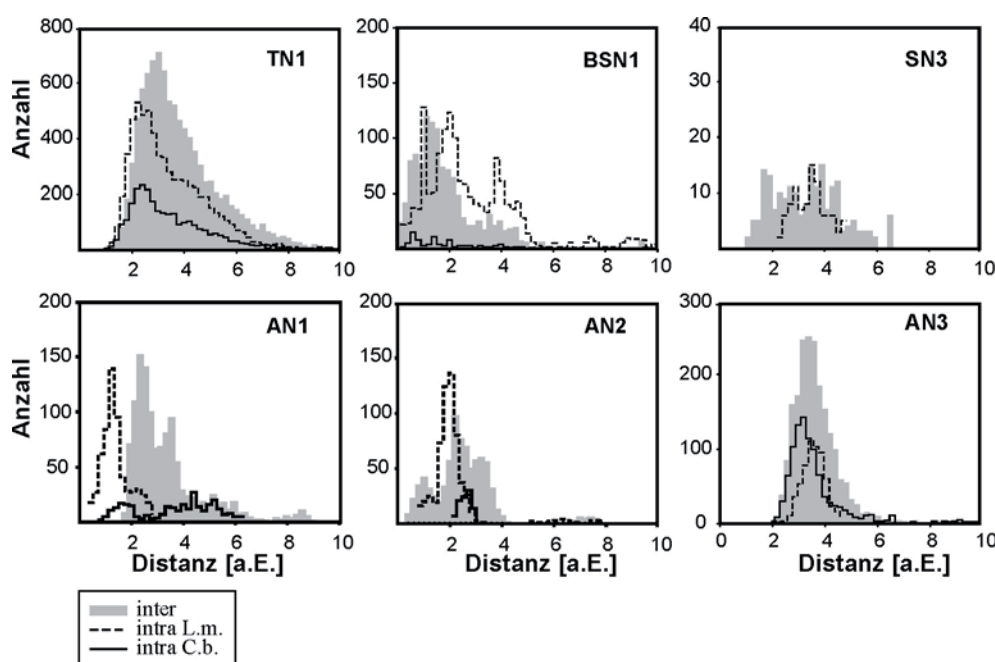 TN1
800
600
400
200
Anzahl
2 4 6 8 10
BSN1
200
150
100
50
2 4 6 8 10
SN3
40
30
20
10
2 4 6 8 10
AN1
200
150
100
50
Anzahl
0 2 4 6 8 10
Distanz [a.E.]
AN2
200
150
100
50
2 4 6 8 10
Distanz [a.E.]
AN3
300
200
100
0
0 2 4 6 8 10
Distanz [a.E.]
inter
intra L.m.
intra C.b.